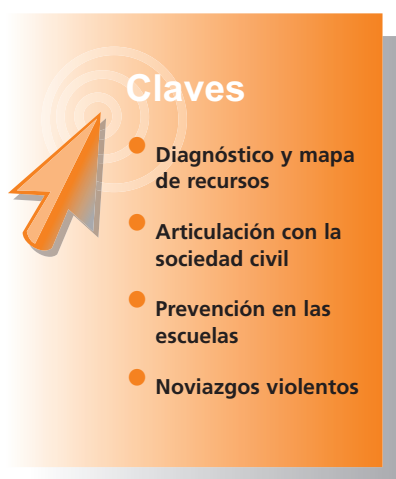 Claves
Diagnóstico y mapa
de recursos
Articulación con la
sociedad civil
Prevención en las
escuelas
Noviazgos violentos